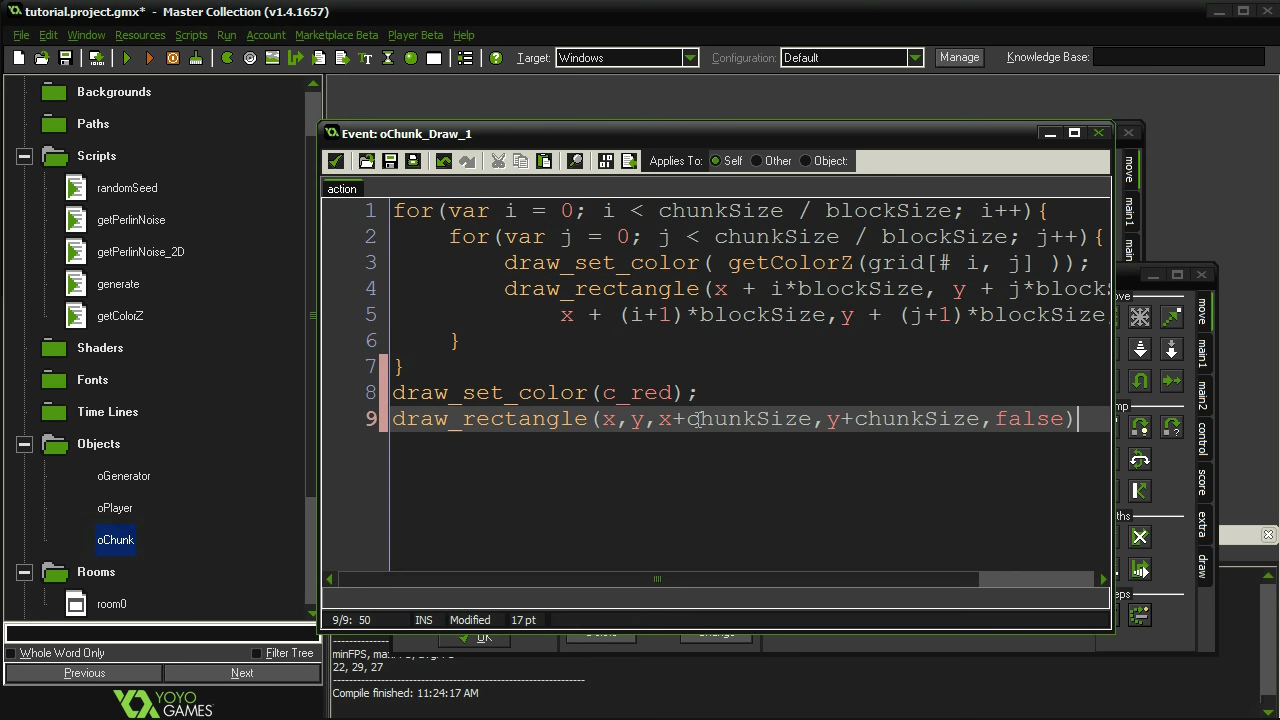 tutorial.project.gmx* - Master Collection (v1.4.1657)
File Edit Window Resources Scripts Run Account Marketplace Beta Player Beta Help
Target: Windows Configuration: Default Manage Knowledge Base:
Backgrounds
Paths
Scripts
randomSeed
getPerlinNoise
getPerlinNoise_2D
generate
getColorZ
Shaders
Fonts
Time Lines
Objects
oGenerator
oPlayer
oChunk
Rooms
room0
Whole Word Only Filter Tree
Previous Next
YOYO
GAMES
Event: oChunk_Draw_1
Applies To: Self Other Object:
action
1 for(var i = 0; i < chunkSize / blockSize; i++){
2 for(var j = 0; j < chunkSize / blockSize; j++){
3 draw_set_color( getColorZ(grid[# i, j] ));
4 draw_rectangle(x + i*blockSize, y + j*blocks
5 x + (i+1)*blockSize,y + (j+1)*blockSize
6 }
7 }
8 draw_set_color(c_red);
9 draw_rectangle(x,y,x+chunkSize,y+chunkSize,false)
9/9: 50 INS Modified 17 pt
move
main1
move
main1
main2
control
score
extra
draw
OK
22, 29, 27
Compile finished: 11:24:17 AM